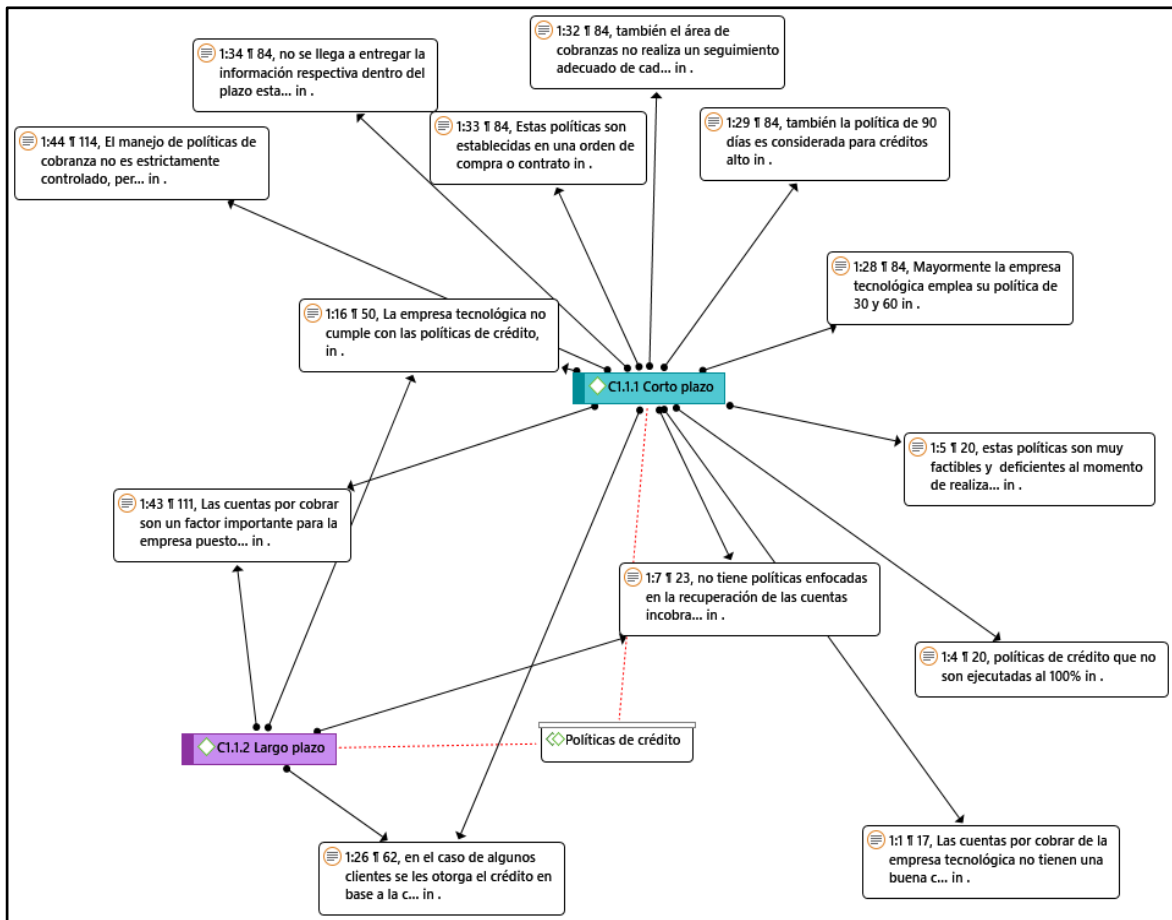 1:32 ¶ 84, también el área de
cobranzas no realiza un seguimiento
adecuado de cad... in .
1:34 ¶ 84, no se llega a entregar la
información respectiva dentro del
plazo esta... in .
1:33 ¶ 84, Estas políticas son
establecidas en una orden de
compra o contrato in .
1:29 ¶ 84, también la política de 90
días es considerada para créditos
alto in .
1:44 ¶ 114, El manejo de políticas de
cobranza no es estrictamente
controlado, per... in .
1:28 ¶ 84, Mayormente la empresa
tecnológica emplea su política de
30 y 60 in .
1:16 ¶ 50, La empresa tecnológica no
cumple con las políticas de crédito,
in .
C1.1.1 Corto plazo
1:5 ¶ 20, estas políticas son muy
factibles y  deficientes al momento
de realiza... in .
1:43 ¶ 111, Las cuentas por cobrar
son un factor importante para la
empresa puesto... in .
1:7 ¶ 23, no tiene políticas enfocadas
en la recuperación de las cuentas
incobra... in .
1:4 ¶ 20, políticas de crédito que no
son ejecutadas al 100% in .
C1.1.2 Largo plazo
Políticas de crédito
1:26 ¶ 62, en el caso de algunos
clientes se les otorga el crédito en
base a la c... in .
1:1 ¶ 17, Las cuentas por cobrar de la
empresa tecnológica no tienen una
buena c... in .